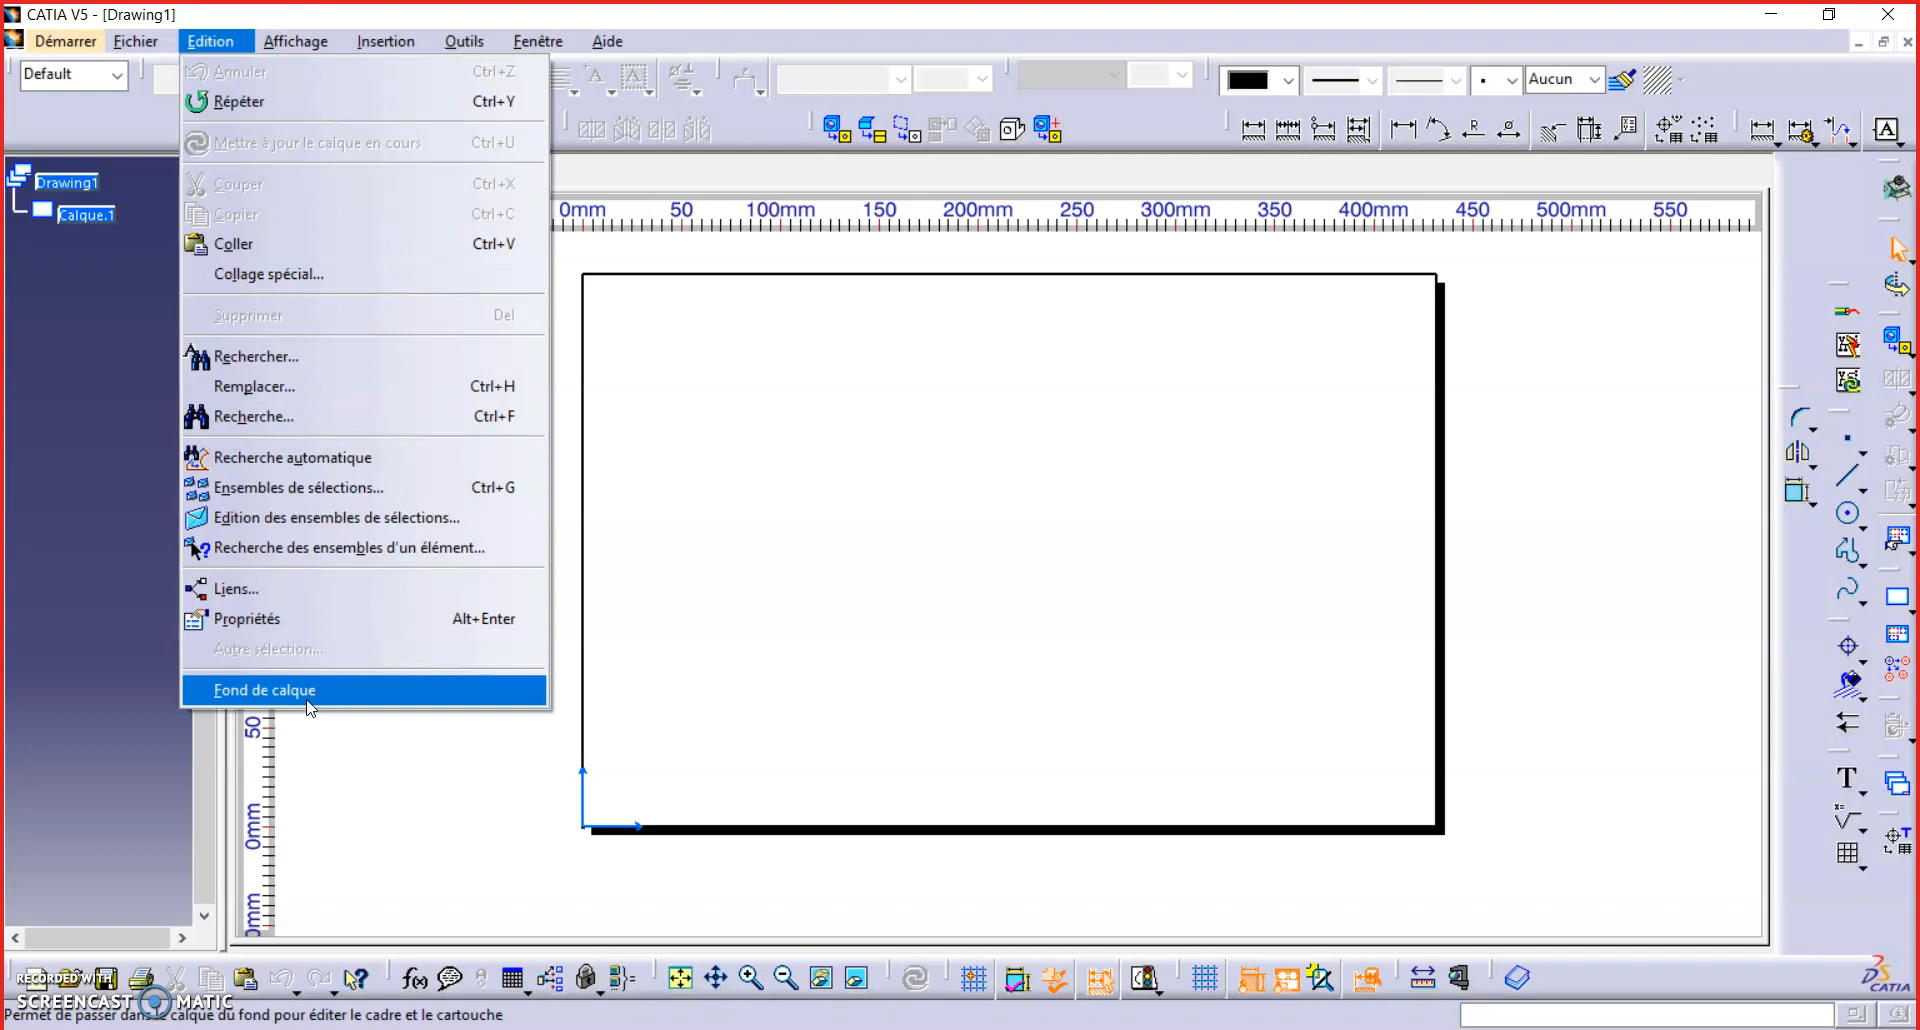 CATIA V5 - [Drawing1]
Démarrer Fichier Edition Affichage Insertion Outils Fenêtre Aide
Default
Aucun
Annuler Ctrl+Z
Répéter Ctrl+Y
Mettre à jour le calque en cours Ctrl+U
Couper Ctrl+X
Copier Ctrl+C
Coller Ctrl+V
Collage spécial...
Supprimer Del
Rechercher...
Remplacer... Ctrl+H
Recherche... Ctrl+F
Recherche automatique
Ensembles de sélections... Ctrl+G
Edition des ensembles de sélections...
Recherche des ensembles d'un élément...
Liens...
Propriétés Alt+Enter
Autre sélection...
Fond de calque
Drawing1
Calque.1
0mm 50 100mm 150 200mm 250 300mm 350 400mm 450 500mm 550
50
0mm
RECORDED WITH
SCREENCAST MATIC
Permet de passer dans le calque du fond pour éditer le cadre et le cartouche
CATIA